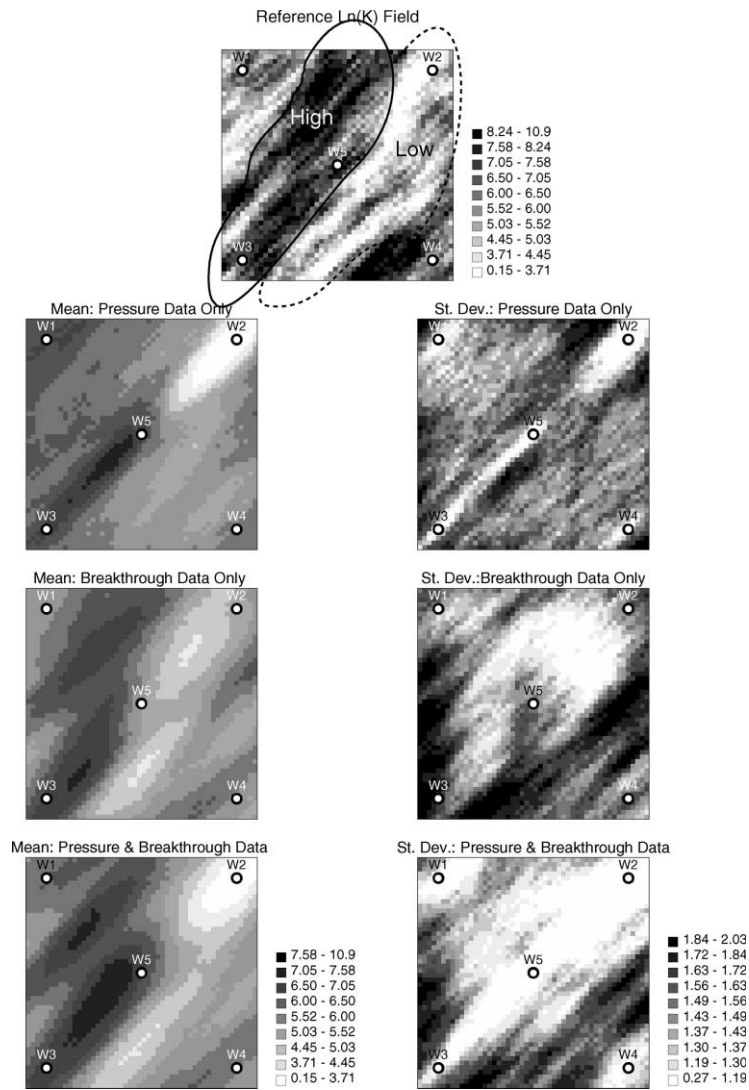 Reference Ln(K) Field
W1
W2
High
W5
Low
W3
W4
8.24 - 10.9
7.58 - 8.24
7.05 - 7.58
6.50 - 7.05
6.00 - 6.50
5.52 - 6.00
5.03 - 5.52
4.45 - 5.03
3.71 - 4.45
0.15 - 3.71
Mean: Pressure Data Only
W1
W2
W5
W3
W4
St. Dev.: Pressure Data Only
W1
W2
W5
W3
W4
Mean: Breakthrough Data Only
W1
W2
W5
W3
W4
St. Dev.:Breakthrough Data Only
W1
W2
W5
W3
W4
Mean: Pressure & Breakthrough Data
W1
W2
W5
W3
W4
7.58 - 10.9
7.05 - 7.58
6.50 - 7.05
6.00 - 6.50
5.52 - 6.00
5.03 - 5.52
4.45 - 5.03
3.71 - 4.45
0.15 - 3.71
St. Dev.: Pressure & Breakthrough Data
W1
W2
W5
W3
W4
1.84 - 2.03
1.72 - 1.84
1.63 - 1.72
1.56 - 1.63
1.49 - 1.56
1.43 - 1.49
1.37 - 1.43
1.30 - 1.37
1.19 - 1.30
0.27 - 1.19